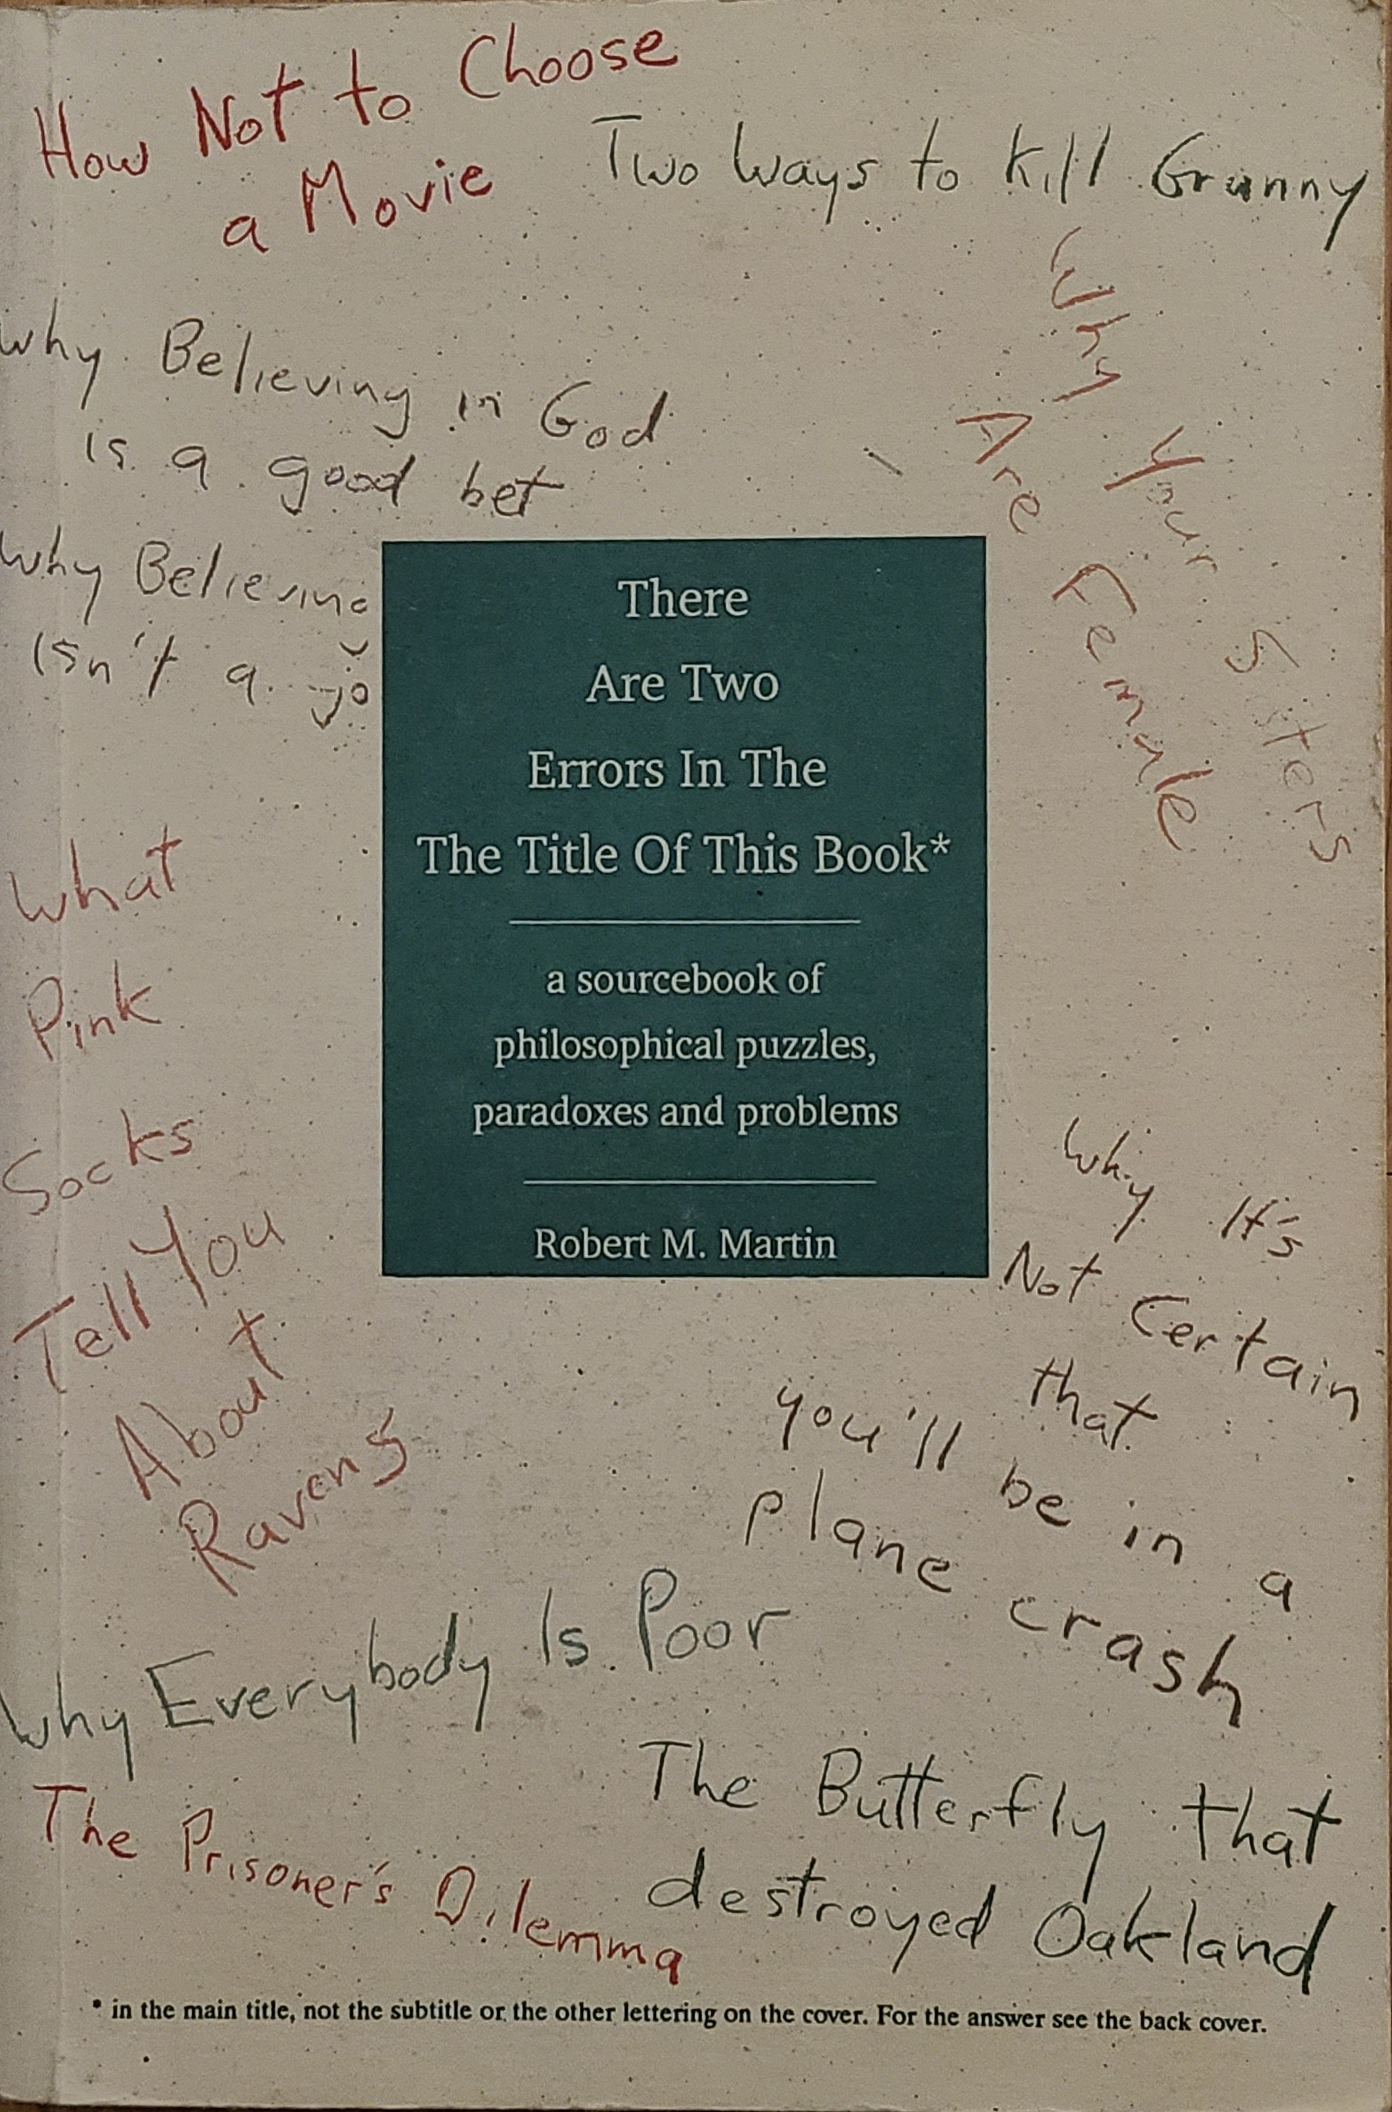 How Not to Choose
a Movie
Two Ways to Kill Granny
Why Believing in God
is a good bet
Why Your Sisters
Are Female
Why Believing
Isn't a
There
Are Two
Errors In The
The Title Of This Book*
a sourcebook of
philosophical puzzles,
paradoxes and problems
Robert M. Martin
What
Pink
Socks
Tell You
About
Ravens
Why It's
Not Certain
that
you'll be in a
plane crash
Why Everybody Is Poor
The Butterfly that
destroyed Oakland
The Prisoner's Dilemma
* in the main title, not the subtitle or the other lettering on the cover. For the answer see the back cover.